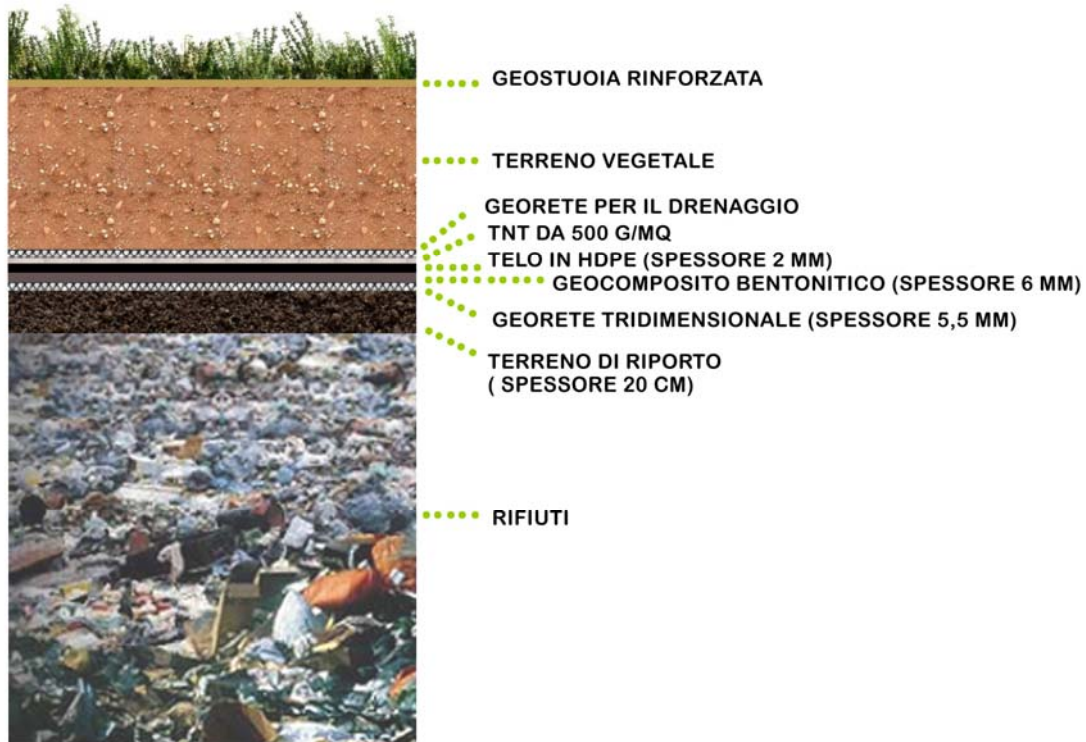 GEOSTUOIA RINFORZATA
TERRENO VEGETALE
GEORETE PER IL DRENAGGIO
TNT DA 500 G/MQ
TELO IN HDPE (SPESSORE 2 MM)
GEOCOMPOSITO BENTONITICO (SPESSORE 6 MM)
GEORETE TRIDIMENSIONALE (SPESSORE 5,5 MM)
TERRENO DI RIPORTO
( SPESSORE 20 CM)
RIFIUTI